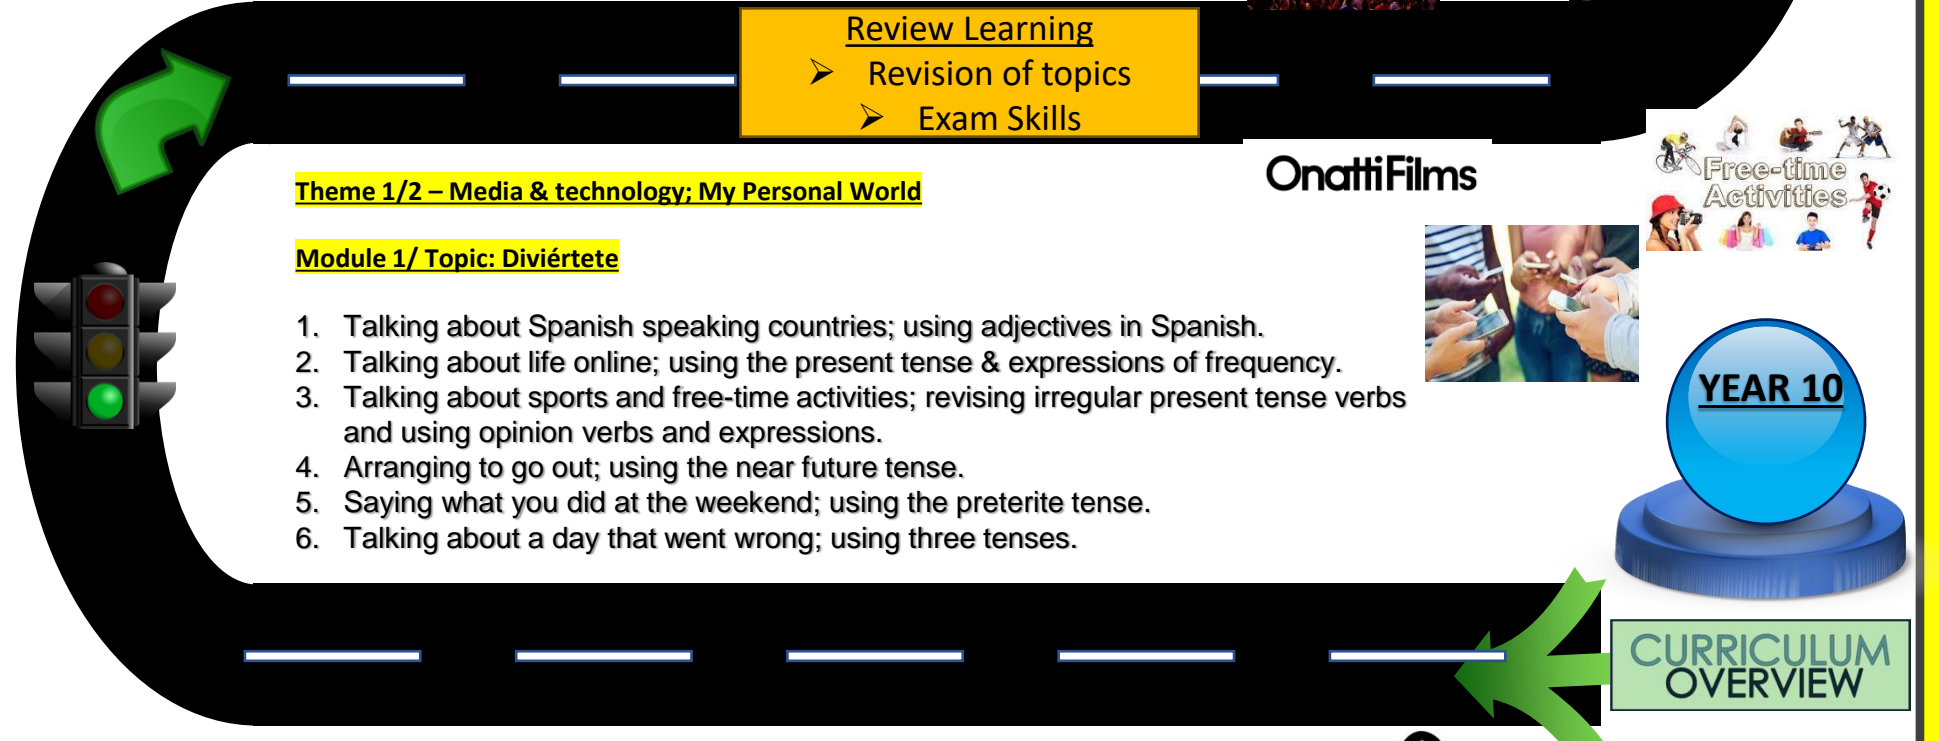 Review Learning
➢ Revision of topics
➢ Exam Skills
OnattiFilms
Free-time
Activities
Theme 1/2 – Media & technology; My Personal World
Module 1/ Topic: Diviértete
1. Talking about Spanish speaking countries; using adjectives in Spanish.
2. Talking about life online; using the present tense & expressions of frequency.
3. Talking about sports and free-time activities; revising irregular present tense verbs
and using opinion verbs and expressions.
4. Arranging to go out; using the near future tense.
5. Saying what you did at the weekend; using the preterite tense.
6. Talking about a day that went wrong; using three tenses.
YEAR 10
CURRICULUM
OVERVIEW